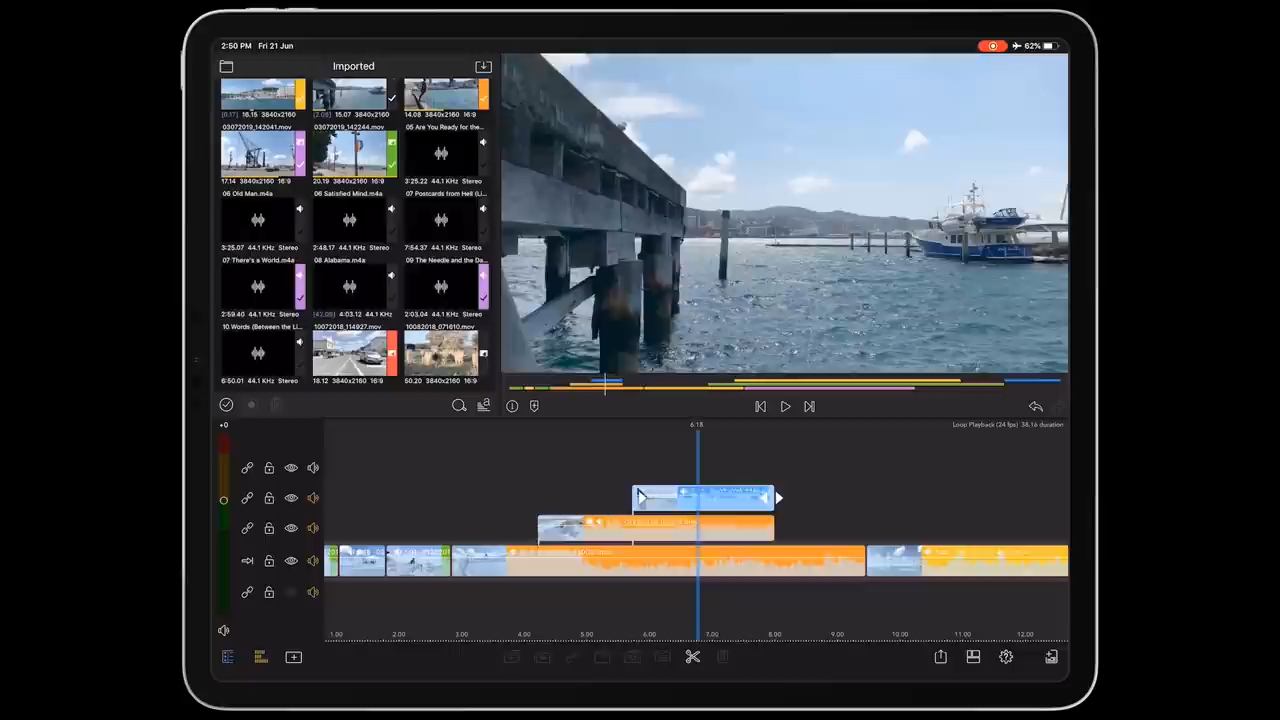 2:50 PM Fri 21 Jun
62%
Imported
[0.17] 16.15 3840x2160
[2.09] 15.07 3840x2160
14.08 3840x2160 16:9
03072019_142041.mov
03072019_142244.mov
05 Are You Ready for the...
17.14 3840x2160 16:9
20.19 3840x2160 16:9
3:25.22 44.1 KHz Stereo
06 Old Man.m4a
06 Satisfied Mind.m4a
07 Postcards from Hell (Li...
3:25.07 44.1 KHz Stereo
2:48.17 44.1 KHz Stereo
7:54.37 44.1 KHz Stereo
07 There's a World.m4a
08 Alabama.m4a
09 The Needle and the Da...
2:59.40 44.1 KHz Stereo
[42.09] 4:03.12 44.1 KHz
2:03.04 44.1 KHz Stereo
10 Words (Between the Li...
10072018_114927.mov
10082018_071610.mov
6:50.01 44.1 KHz Stereo
18.12 3840x2160 16:9
50.20 3840x2160 16:9
+0
6:18
Loop Playback (24 fps) 38.16 duration
1.00 2.00 3.00 4.00 5.00 6.00 7.00 8.00 9.00 10.00 11.00 12.00